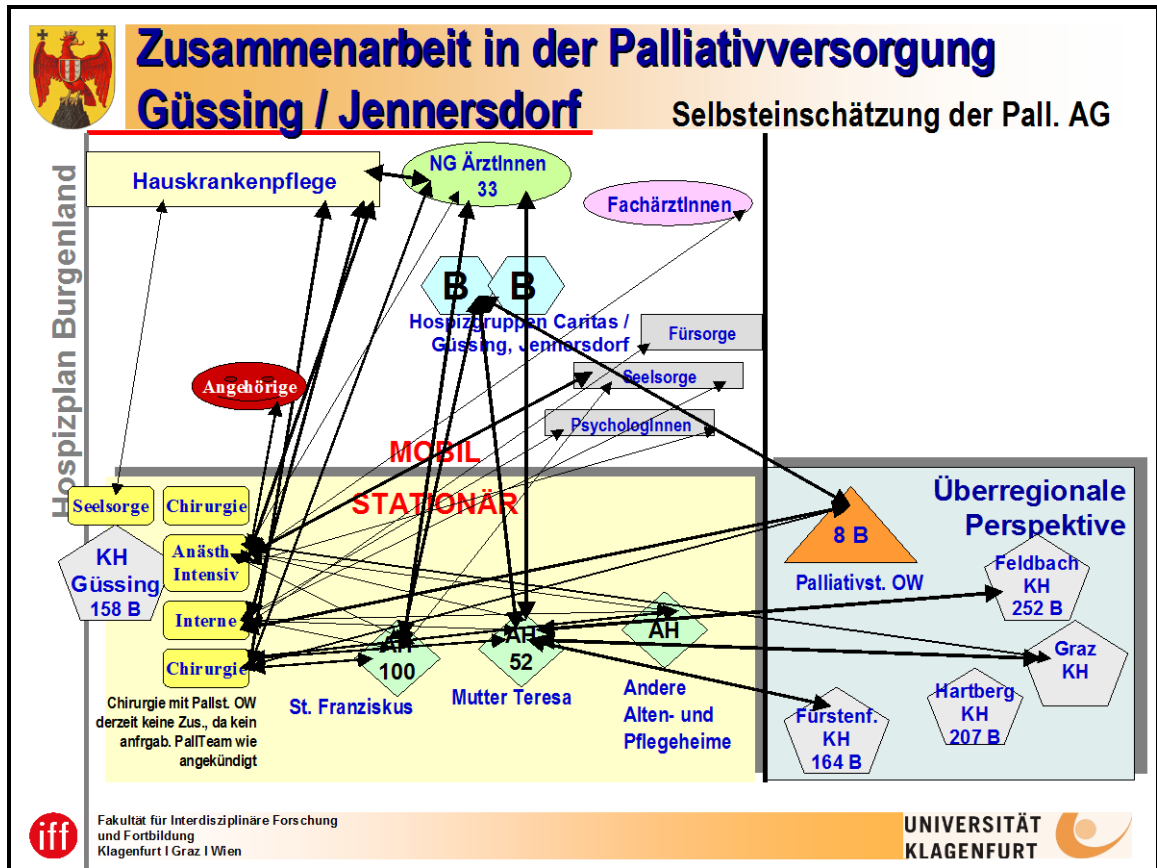 Zusammenarbeit in der Palliativversorgung
Güssing / Jennersdorf
Selbsteinschätzung der Pall. AG
Hospizplan Burgenland
Hauskrankenpflege
NG ÄrztInnen
33
FachärztInnen
B
B
Hospizgruppen Caritas /
Güssing, Jennersdorf
Fürsorge
Seelsorge
PsychologInnen
Angehörige
MOBIL
STATIONÄR
Seelsorge
Chirurgie
KH
Güssing
158 B
Anästh.
Intensiv
Interne
Chirurgie
Chirurgie mit Pallst. OW
derzeit keine Zus., da kein
anfrgab. PallTeam wie
angekündigt
AH
100
St. Franziskus
AH
52
Mutter Teresa
AH
Andere
Alten- und
Pflegeheime
Überregionale
Perspektive
8 B
Palliativst. OW
Feldbach
KH
252 B
Graz
KH
Hartberg
KH
207 B
Fürstenf.
KH
164 B
iff
Fakultät für Interdisziplinäre Forschung
und Fortbildung
Klagenfurt I Graz I Wien
UNIVERSITÄT
KLAGENFURT